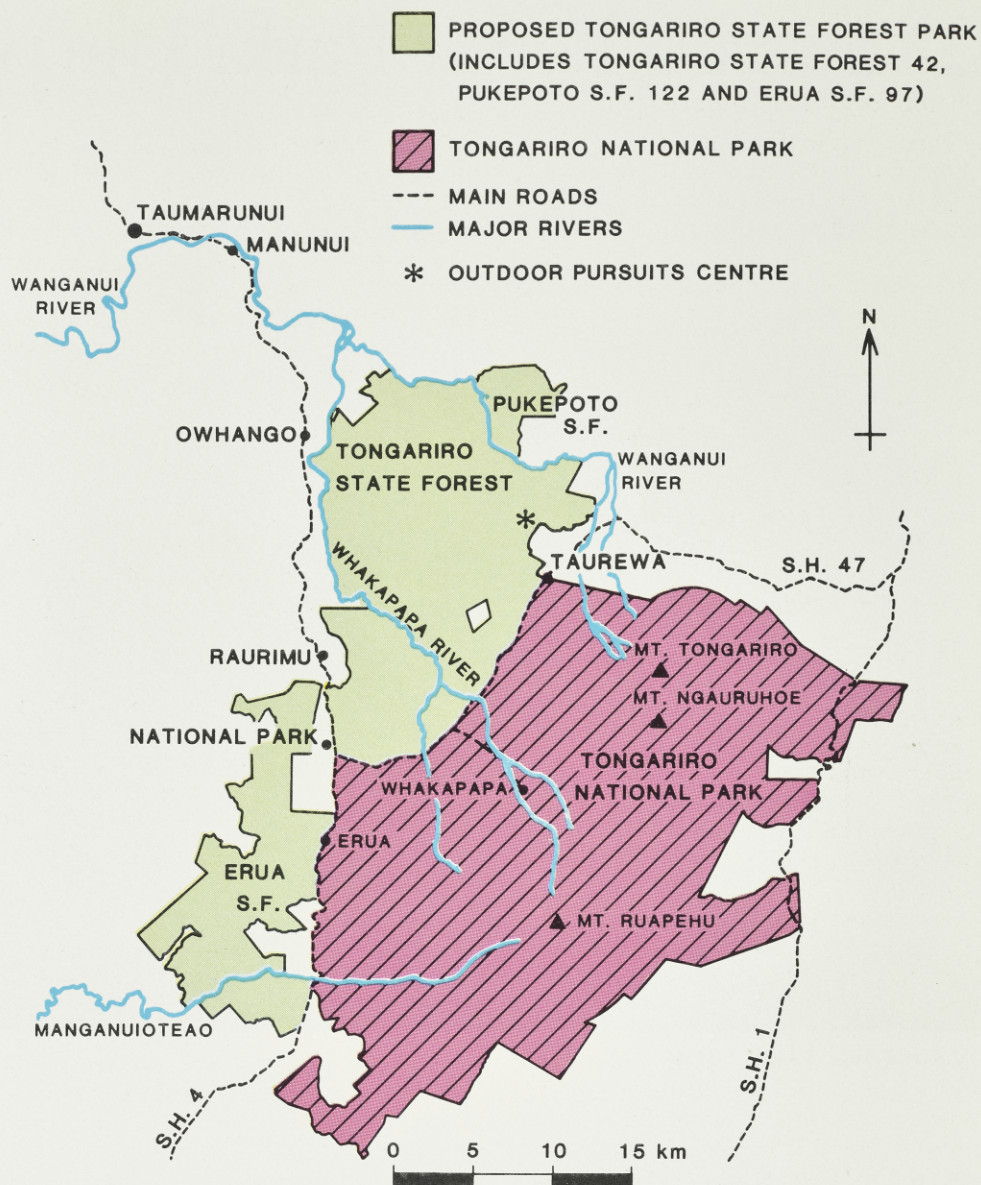 PROPOSED TONGARIRO STATE FOREST PARK
(INCLUDES TONGARIRO STATE FOREST 42,
PUKEPOTO S.F. 122 AND ERUA S.F. 97)
TONGARIRO NATIONAL PARK
MAIN ROADS
MAJOR RIVERS
* OUTDOOR PURSUITS CENTRE
TAUMARUNUI
MANUNUI
WANGANUI
RIVER
N
PUKEPOTO
S.F.
OWHANGO
TONGARIRO
STATE FOREST
WANGANUI
RIVER
*
TAUREWA
S.H. 47
WHAKAPAPA RIVER
RAURIMU
MT. TONGARIRO
MT. NGAURUHOE
NATIONAL PARK
TONGARIRO
NATIONAL PARK
WHAKAPAPA
ERUA
ERUA
S.F.
MT. RUAPEHU
MANGANUIOTEAO
S.H. 4
S.H. 1
0 5 10 15 km